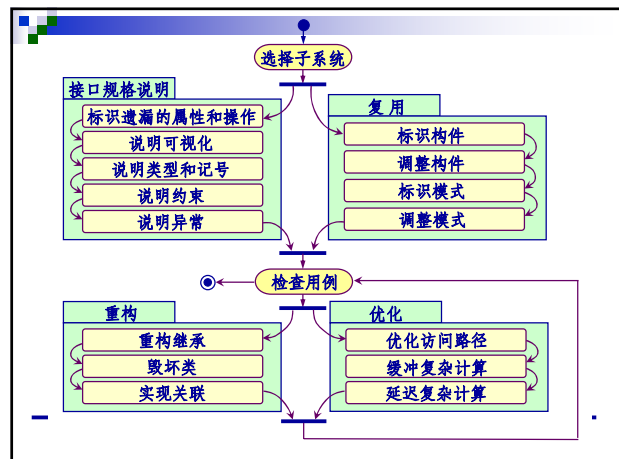 选择子系统
接口规格说明
标识遗漏的属性和操作
说明可视化
说明类型和记号
说明约束
说明异常
复用
标识构件
调整构件
标识模式
调整模式
检查用例
重构
重构继承
毁坏类
实现关联
优化
优化访问路径
缓冲复杂计算
延迟复杂计算